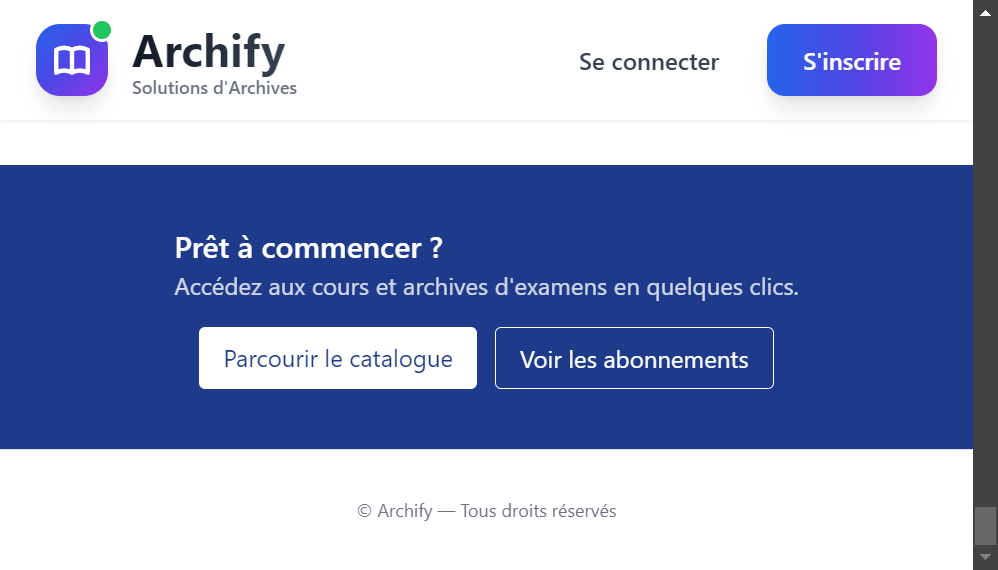 Archify
Solutions d'Archives
Se connecter
S'inscrire
Prêt à commencer ?
Accédez aux cours et archives d'examens en quelques clics.
Parcourir le catalogue
Voir les abonnements
© Archify — Tous droits réservés